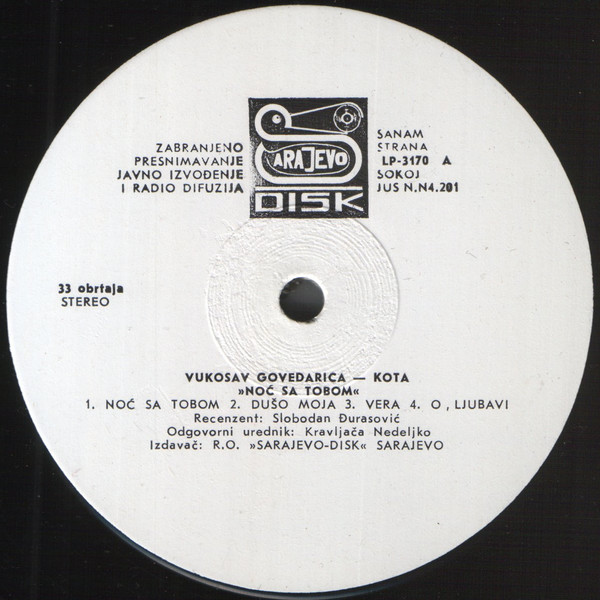 ZABRANJENO
PRESNIMAVANJE
JAVNO IZVOĐENJE
I RADIO DIFUZIJA
SARAJEVO
DISK
SANAM
STRANA
LP-3170 A
SOKOJ
JUS N.N4.201
33 obrtaja
STEREO
VUKOSAV GOVEDARICA — KOTA
»NOĆ SA TOBOM«
1. NOĆ SA TOBOM 2. DUŠO MOJA 3. VERA 4. O, LJUBAVI
Recenzent: Slobodan Đurasović
Odgovorni urednik: Kravljača Nedeljko
Izdavač: R.O. »SARAJEVO-DISK« SARAJEVO